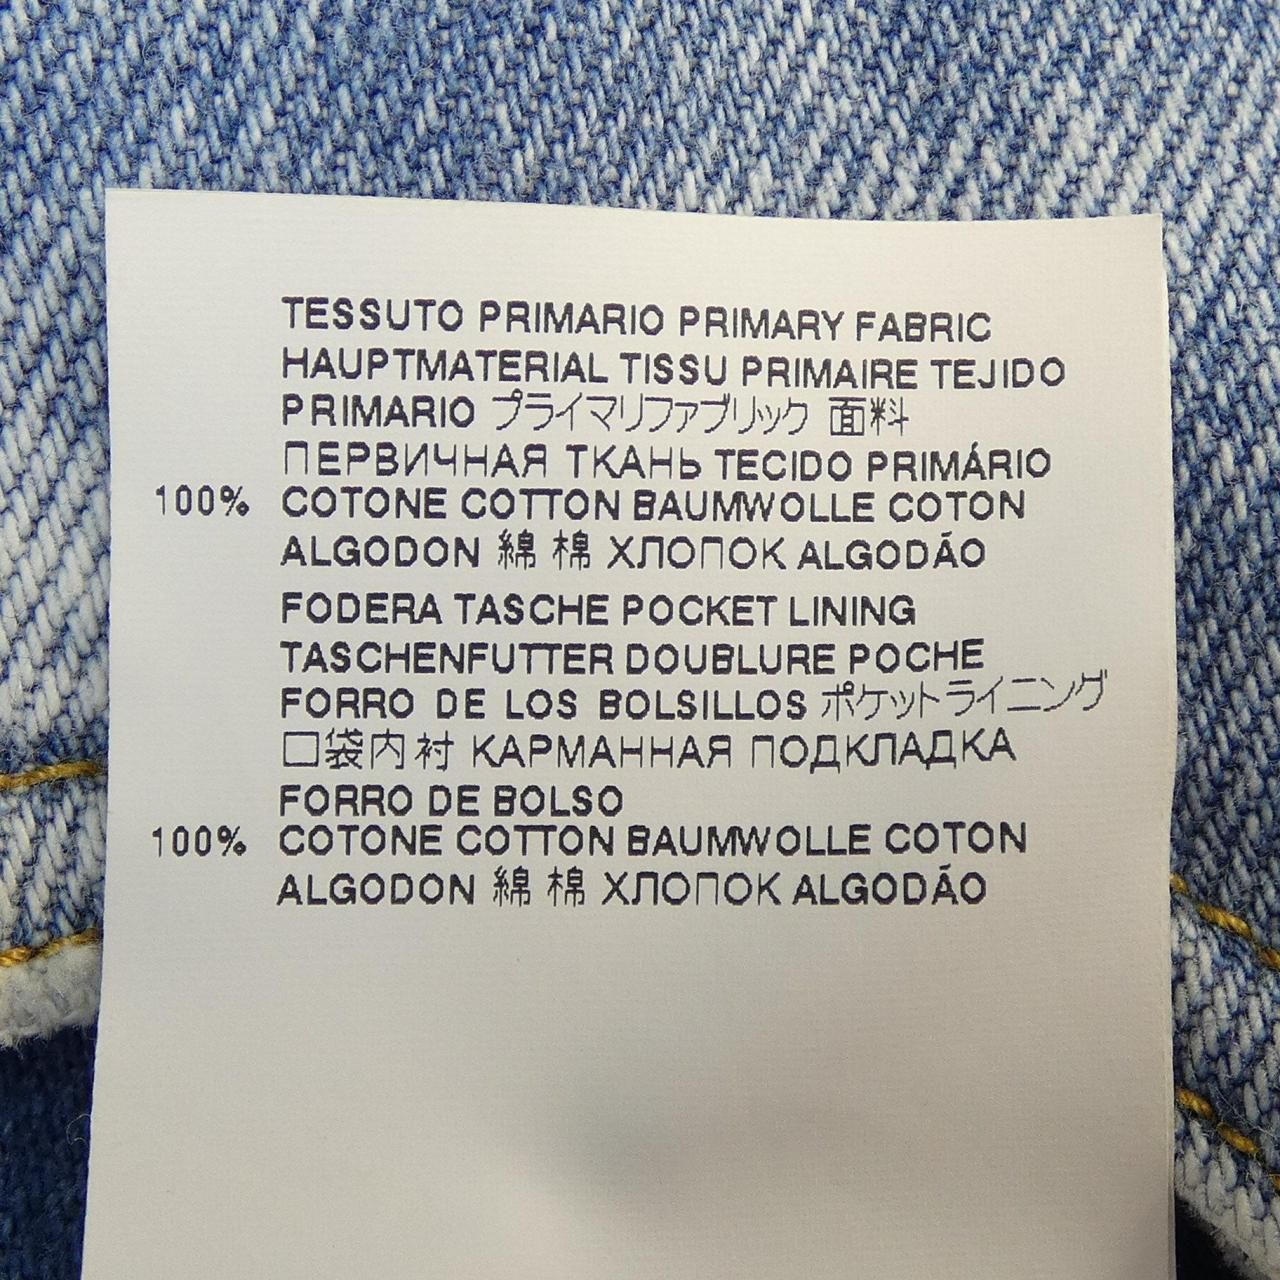 TESSUTO PRIMARIO PRIMARY FABRIC
HAUPTMATERIAL TISSU PRIMAIRE TEJIDO
PRIMARIO プライマリファブリック 面料
ПЕРВИЧНАЯ ТКАНЬ TECIDO PRIMÁRIO
100% COTONE COTTON BAUMWOLLE COTON
ALGODON 綿 棉 ХЛОПОК ALGODÃO
FODERA TASCHE POCKET LINING
TASCHENFUTTER DOUBLURE POCHE
FORRO DE LOS BOLSILLOS ポケットライニング
口袋内衬 КАРМАННАЯ ПОДКЛАДКА
FORRO DE BOLSO
100% COTONE COTTON BAUMWOLLE COTON
ALGODON 綿 棉 ХЛОПОК ALGODÃO